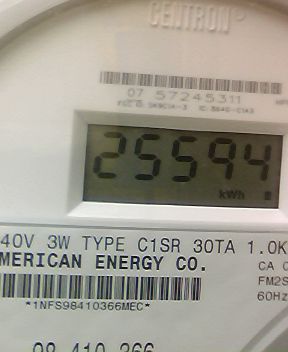 CENTRON
07 57245311
25594
kWh
40V 3W TYPE C1SR 30TA 1.0K
MERICAN ENERGY CO.
CA 0
FM2S
60Hz
*1NFS98410366MEC*
98 410 366